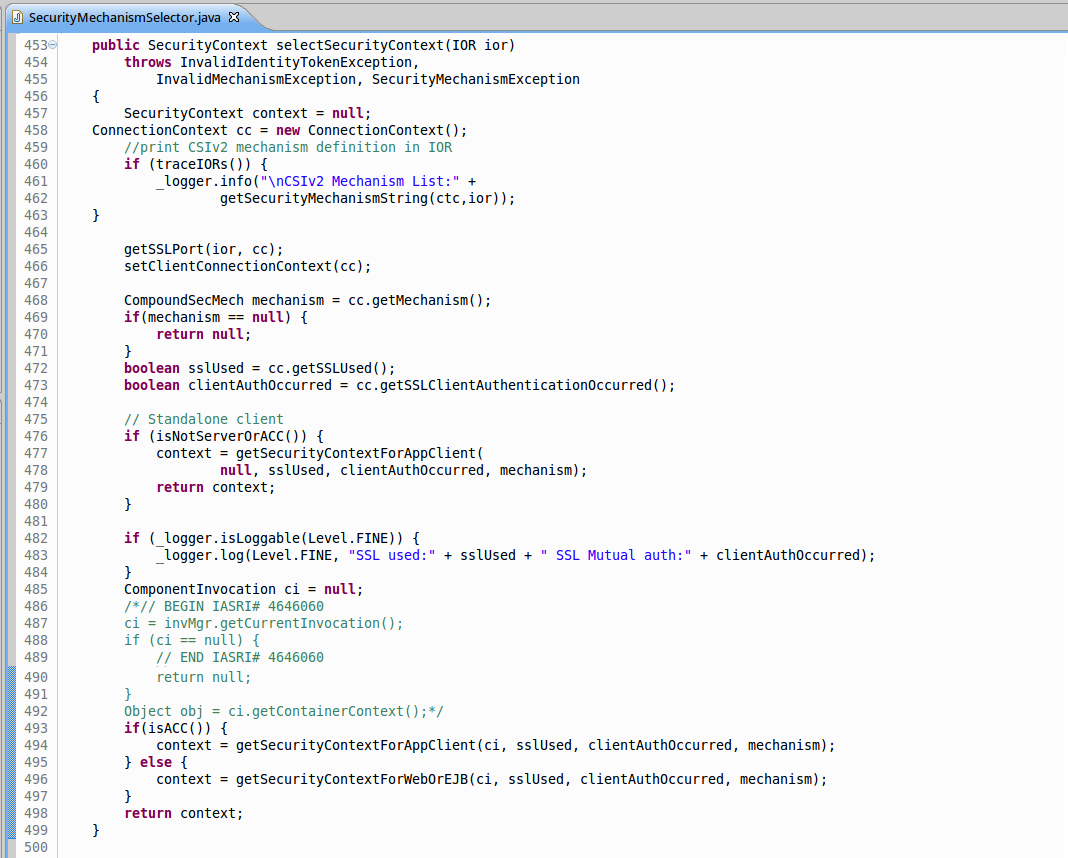 SecurityMechanismSelector.java
453 public SecurityContext selectSecurityContext(IOR ior)
454 throws InvalidIdentityTokenException,
455 InvalidMechanismException, SecurityMechanismException
456 {
457 SecurityContext context = null;
458 ConnectionContext cc = new ConnectionContext();
459 //print CSIv2 mechanism definition in IOR
460 if (traceIORs()) {
461 _logger.info("\nCSIv2 Mechanism List:" +
462 getSecurityMechanismString(ctc,ior));
463 }
464
465 getSSLPort(ior, cc);
466 setClientConnectionContext(cc);
467
468 CompoundSecMech mechanism = cc.getMechanism();
469 if(mechanism == null) {
470 return null;
471 }
472 boolean sslUsed = cc.getSSLUsed();
473 boolean clientAuthOccurred = cc.getSSLClientAuthenticationOccurred();
474
475 // Standalone client
476 if (isNotServerOrACC()) {
477 context = getSecurityContextForAppClient(
478 null, sslUsed, clientAuthOccurred, mechanism);
479 return context;
480 }
481
482 if (_logger.isLoggable(Level.FINE)) {
483 _logger.log(Level.FINE, "SSL used:" + sslUsed + " SSL Mutual auth:" + clientAuthOccurred);
484 }
485 ComponentInvocation ci = null;
486 /*// BEGIN IASRI# 4646060
487 ci = invMgr.getCurrentInvocation();
488 if (ci == null) {
489 // END IASRI# 4646060
490 return null;
491 }
492 Object obj = ci.getContainerContext();*/
493 if(isACC()) {
494 context = getSecurityContextForAppClient(ci, sslUsed, clientAuthOccurred, mechanism);
495 } else {
496 context = getSecurityContextForWebOrEJB(ci, sslUsed, clientAuthOccurred, mechanism);
497 }
498 return context;
499 }
500